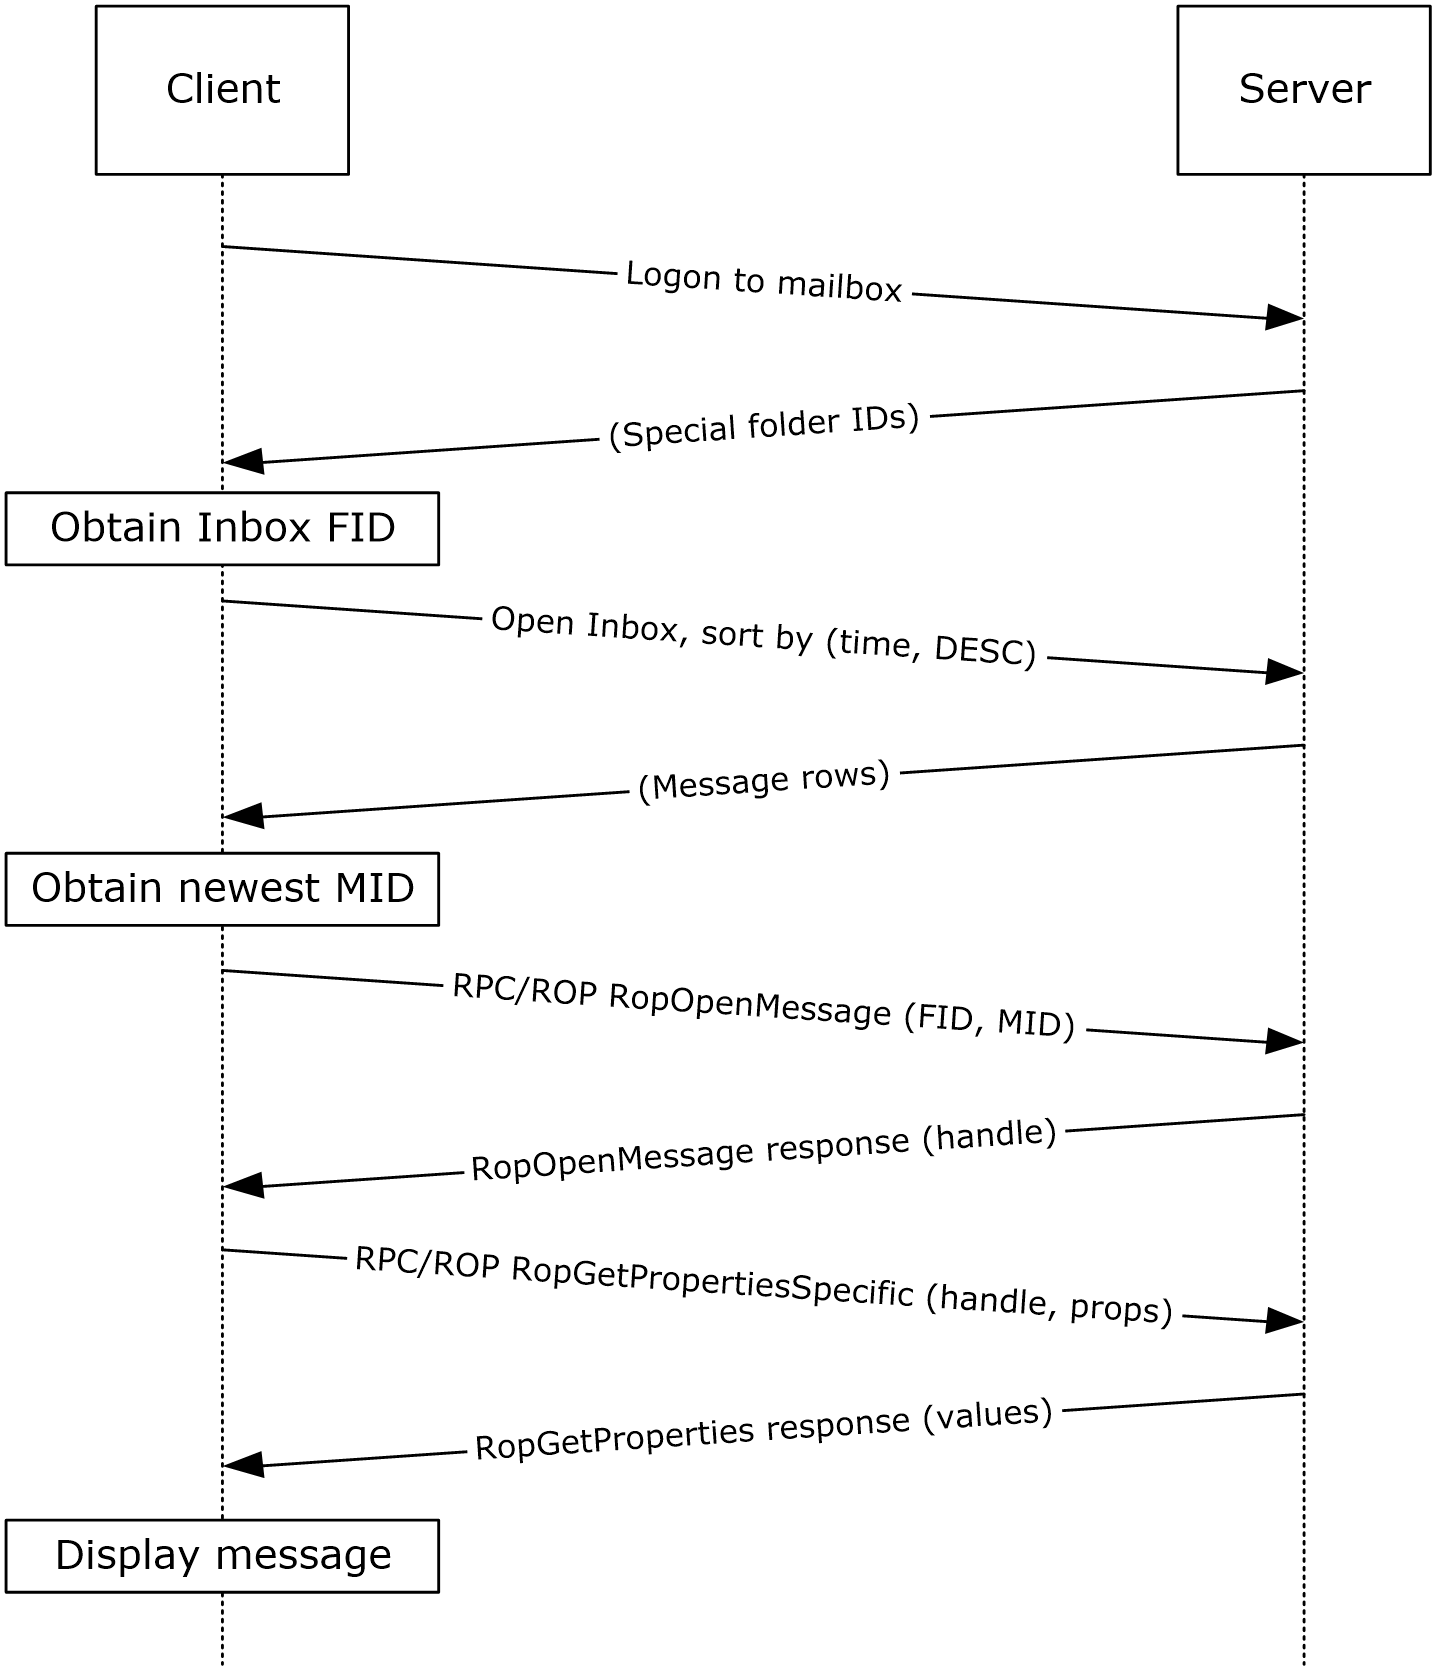 Client
Server
Logon to mailbox
(Special folder IDs)
Obtain Inbox FID
Open Inbox, sort by (time, DESC)
(Message rows)
Obtain newest MID
RPC/ROP RopOpenMessage (FID, MID)
RopOpenMessage response (handle)
RPC/ROP RopGetPropertiesSpecific (handle, props)
RopGetProperties response (values)
Display message